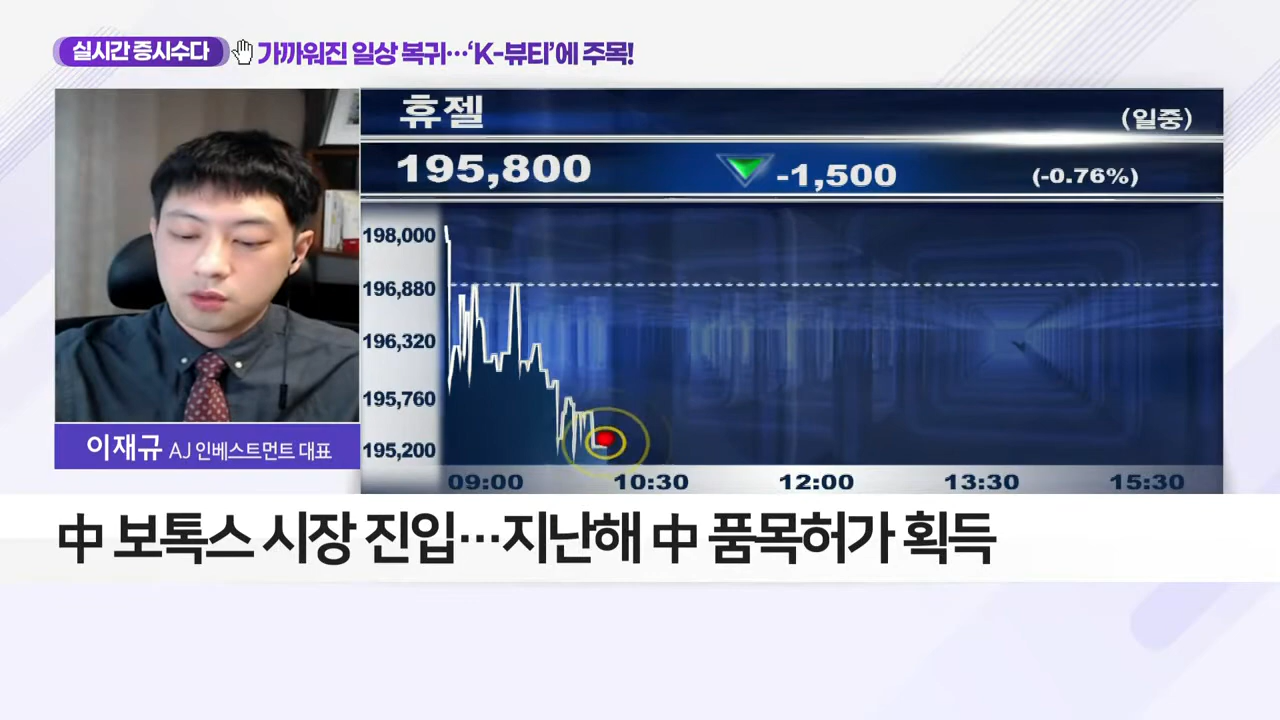 실시간 증시수다 가까워진 일상 복귀…‘K-뷰티’에 주목!
휴젤 (일중)
195,800 -1,500 (-0.76%)
198,000
196,880
196,320
195,760
195,200
09:00 10:30 12:00 13:30 15:30
이재규 AJ 인베스트먼트 대표
中 보톡스 시장 진입…지난해 中 품목허가 획득